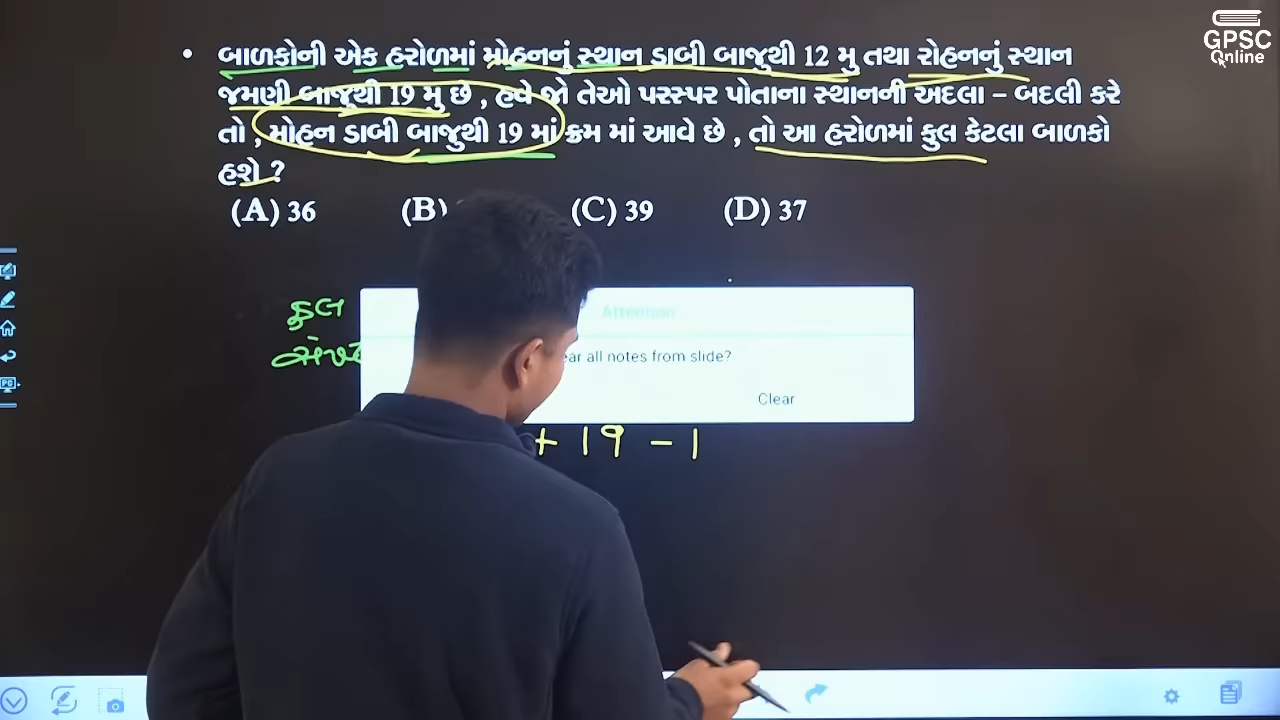 GPSC
Online
• બાળકોની એક હરોળમાં મોહનનું સ્થાન ડાબી બાજુથી 12 મુ તથા રોહનનું સ્થાન
જમણી બાજુથી 19 મુ છે , હવે જો તેઓ પરસ્પર પોતાના સ્થાનની અદલા – બદલી કરે
તો , મોહન ડાબી બાજુથી 19 માં ક્રમ માં આવે છે , તો આ હરોળમાં કુલ કેટલા બાળકો
હશે ?
(A) 36 (B) (C) 39 (D) 37
Attention
કુલ
all notes from slide?
Clear
+ 19 - 1